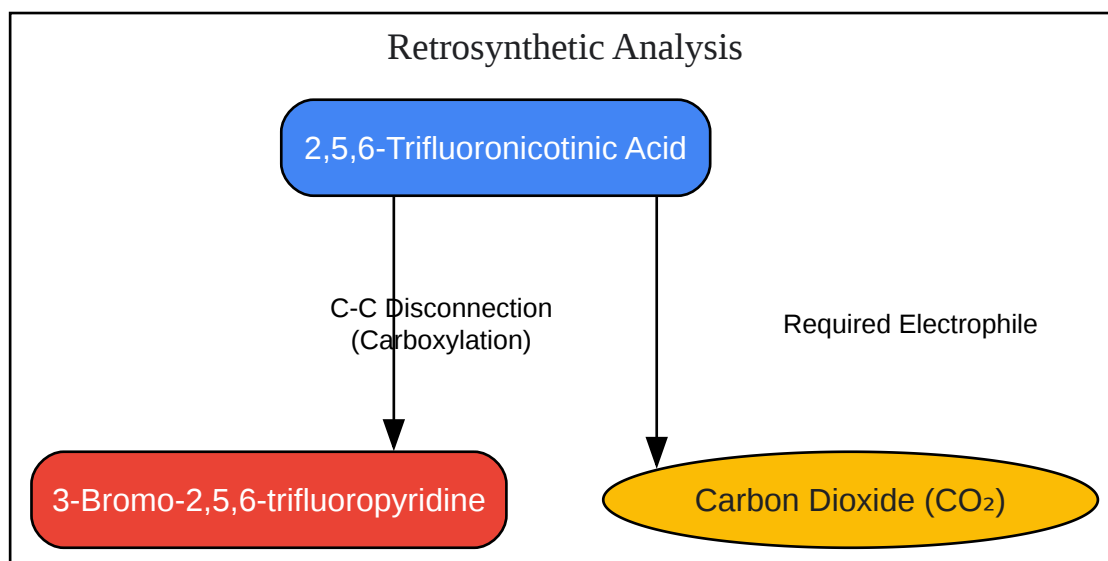 Retrosynthetic Analysis
2,5,6-Trifluoronicotinic Acid
C-C Disconnection
(Carboxylation)
Required Electrophile
3-Bromo-2,5,6-trifluoropyridine
Carbon Dioxide (CO₂)